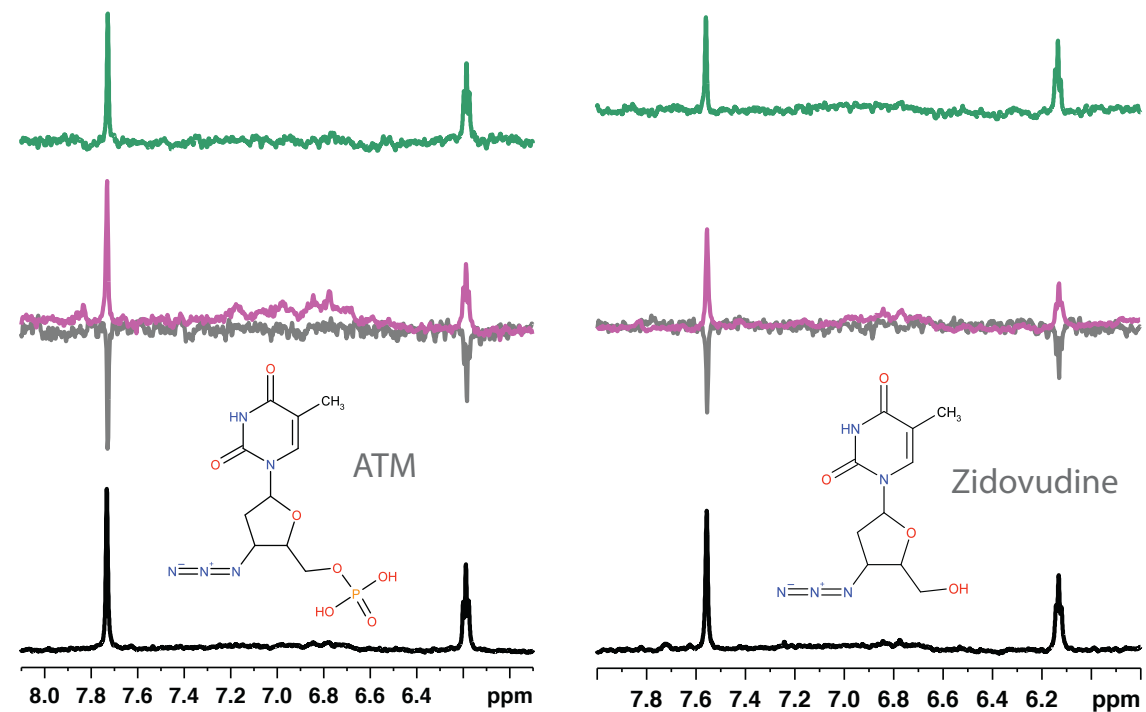 O
CH3
HN
O
N
ATM
O
N⁻ N⁺ N
O
OH
P
HO
O
8.0 7.8 7.6 7.4 7.2 7.0 6.8 6.6 6.4 ppm
O
CH3
HN
O
N
Zidovudine
O
N⁻ N⁺ N
OH
7.8 7.6 7.4 7.2 7.0 6.8 6.6 6.4 6.2 ppm